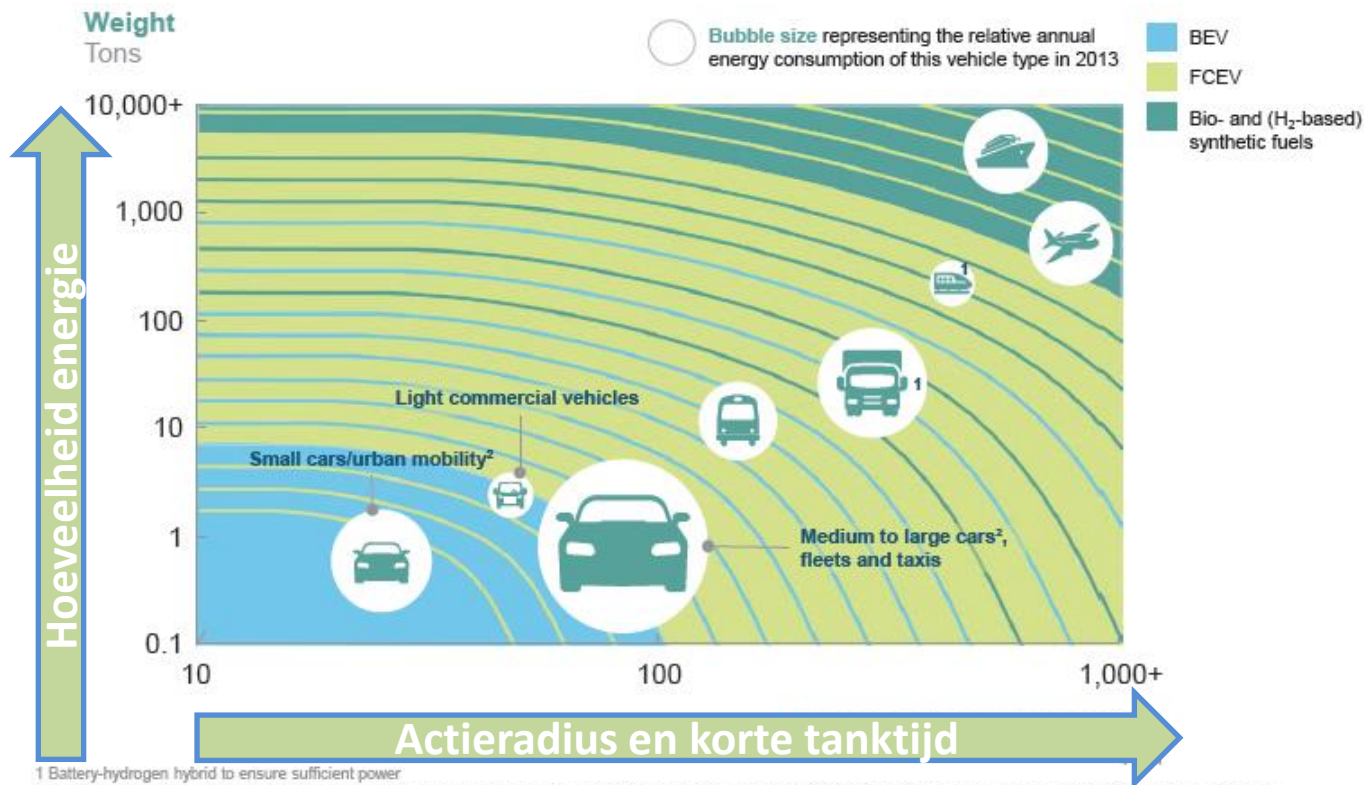 Weight
Tons
Bubble size representing the relative annual
energy consumption of this vehicle type in 2013
BEV
FCEV
Bio- and (H₂-based)
synthetic fuels
10,000+
1,000
100
10
1
0.1
Hoeveelheid energie
1
1
Light commercial vehicles
Small cars/urban mobility²
Medium to large cars²,
fleets and taxis
10
100
1,000+
Actieradius en korte tanktijd
1 Battery-hydrogen hybrid to ensure sufficient power